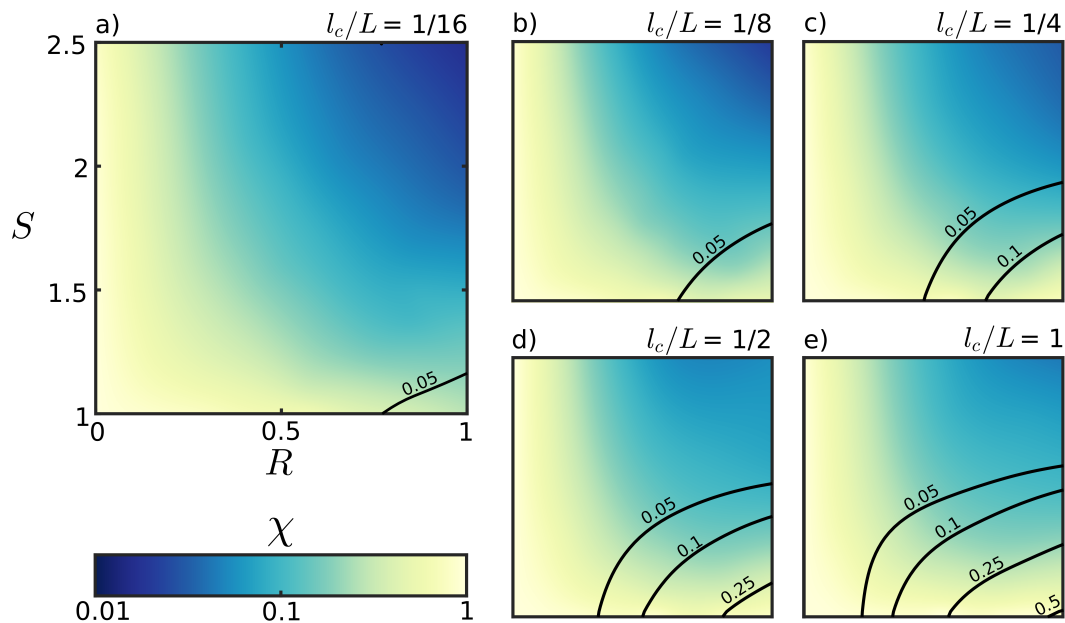 a) l_c/L = 1/16
2.5
2
S
1.5
1
0.05
0 0.5 1
R
χ
0.01 0.1 1
b) l_c/L = 1/8
0.05
c) l_c/L = 1/4
0.05
0.1
d) l_c/L = 1/2
0.05
0.1
0.25
e) l_c/L = 1
0.05
0.1
0.25
0.5